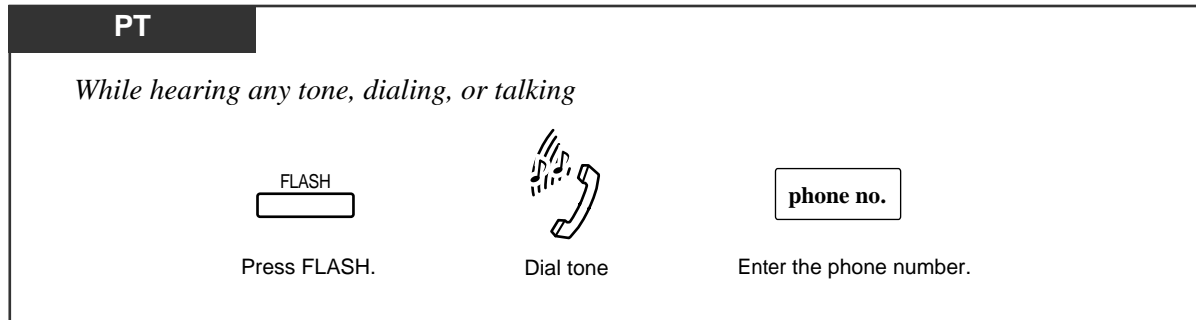 PT
While hearing any tone, dialing, or talking
FLASH
phone no.
Press FLASH.
Dial tone
Enter the phone number.